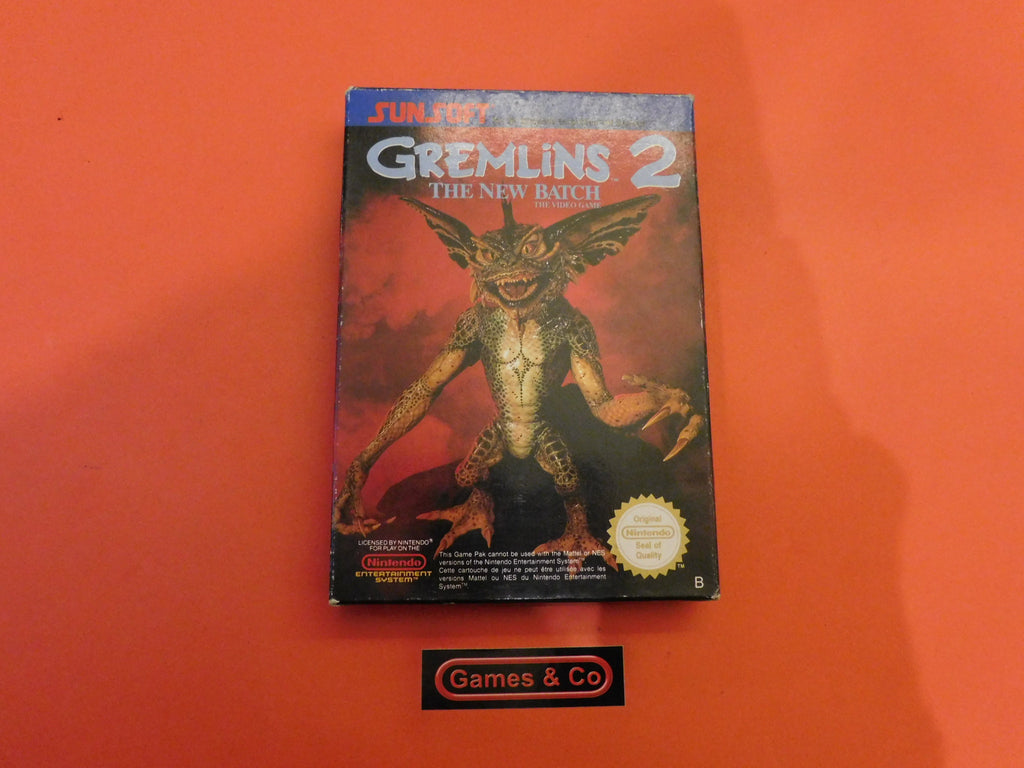 SUNSOFT
GREMLiNS 2
™
THE NEW BATCH
THE VIDEO GAME
LICENSED BY NINTENDO®
FOR PLAY ON THE
Nintendo
ENTERTAINMENT
SYSTEM™
This Game Pak cannot be used with the Mattel or NES
versions of the Nintendo Entertainment System™
Cette cartouche de jeu ne peut être utilisée avec les
versions Mattel ou NES du Nintendo Entertainment
System™.
Original
Nintendo
Seal of
Quality
™
B
Games & Co